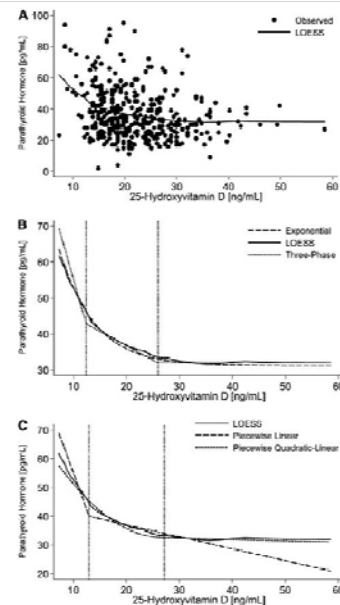 A
Observed
LOESS
Parathyroid Hormone [pg/mL]
100
80
60
40
20
0
10 20 30 40 50 60
25-Hydroxyvitamin D [ng/mL]
B
Exponential
LOESS
Three-Phase
Parathyroid Hormone [pg/mL]
70
60
50
40
30
10 20 30 40 50 60
25-Hydroxyvitamin D [ng/mL]
C
LOESS
Piecewise Linear
Piecewise Quadratic-Linear
Parathyroid Hormone [pg/mL]
70
60
50
40
30
20
10 20 30 40 50 60
25-Hydroxyvitamin D [ng/mL]